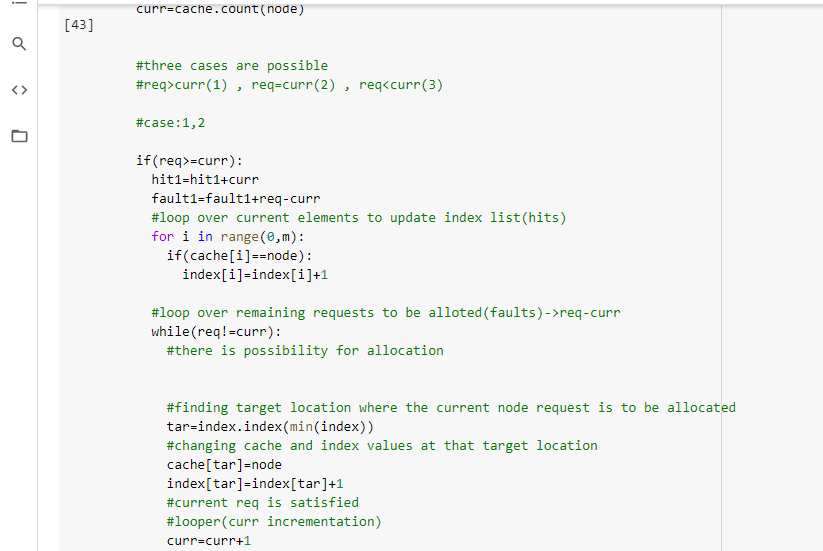 curr=cache.count(node)
[43]
#three cases are possible
#req>curr(1) , req=curr(2) , req<curr(3)
#case:1,2
if(req>=curr):
hit1=hit1+curr
fault1=fault1+req-curr
#loop over current elements to update index list(hits)
for i in range(0,m):
if(cache[i]==node):
index[i]=index[i]+1
#loop over remaining requests to be alloted(faults)->req-curr
while(req!=curr):
#there is possibility for allocation
#finding target location where the current node request is to be allocated
tar=index.index(min(index))
#changing cache and index values at that target location
cache[tar]=node
index[tar]=index[tar]+1
#current req is satisfied
#looper(curr incrementation)
curr=curr+1